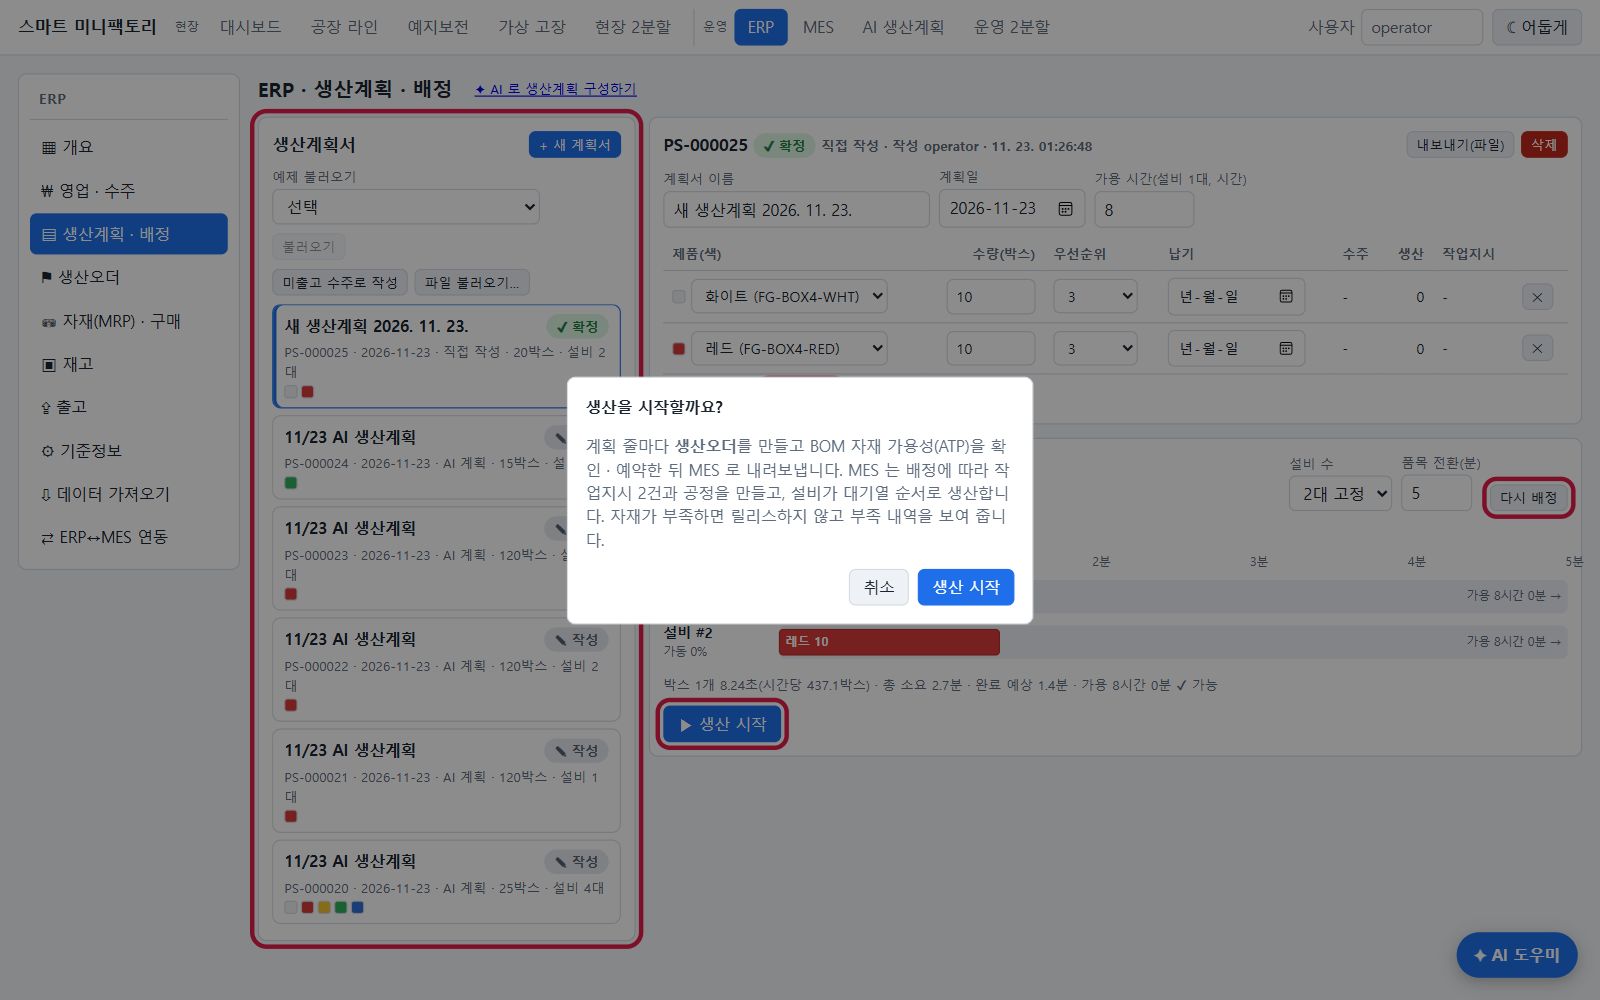 스마트 미니팩토리 현장 대시보드 공장 라인 예지보전 가상 고장 현장 2분할 운영 ERP MES AI 생산계획 운영 2분할 사용자 operator ☾ 어둡게
ERP
▦ 개요
₩ 영업 · 수주
▤ 생산계획 · 배정
⚑ 생산오더
자재(MRP) · 구매
▣ 재고
⇪ 출고
⚙ 기준정보
⇩ 데이터 가져오기
⇄ ERP↔MES 연동
ERP · 생산계획 · 배정 ✦ AI 로 생산계획 구성하기
생산계획서 + 새 계획서
예제 불러오기
선택
불러오기
미출고 수주로 작성 파일 불러오기...
새 생산계획 2026. 11. 23. ✓ 확정
PS-000025 · 2026-11-23 · 직접 작성 · 20박스 · 설비 2
대
11/23 AI 생산계획
PS-000024 · 2026-11-23 · AI 계획 · 15박스 · 설
11/23 AI 생산계획
PS-000023 · 2026-11-23 · AI 계획 · 120박스 ·
대
11/23 AI 생산계획 ✎ 작성
PS-000022 · 2026-11-23 · AI 계획 · 120박스 · 설비 2
대
11/23 AI 생산계획 ✎ 작성
PS-000021 · 2026-11-23 · AI 계획 · 120박스 · 설비 1
대
11/23 AI 생산계획 ✎ 작성
PS-000020 · 2026-11-23 · AI 계획 · 25박스 · 설비 4대
PS-000025 ✓ 확정 직접 작성 · 작성 operator · 11. 23. 01:26:48 내보내기(파일) 삭제
계획서 이름 계획일 가용 시간(설비 1대, 시간)
새 생산계획 2026. 11. 23. 2026-11-23 8
제품(색) 수량(박스) 우선순위 납기 수주 생산 작업지시
화이트 (FG-BOX4-WHT) 10 3 년-월-일 - 0 - ×
레드 (FG-BOX4-RED) 10 3 년-월-일 - 0 - ×
생산을 시작할까요?
계획 줄마다 생산오더를 만들고 BOM 자재 가용성(ATP)을 확
인 · 예약한 뒤 MES 로 내려보냅니다. MES 는 배정에 따라 작
업지시 2건과 공정을 만들고, 설비가 대기열 순서로 생산합니
다. 자재가 부족하면 릴리스하지 않고 부족 내역을 보여 줍니
다.
취소 생산 시작
설비 수 품목 전환(분)
2대 고정 5 다시 배정
2분 3분 4분 5분
가용 8시간 0분 →
설비 #2
가동 0%
레드 10 가용 8시간 0분 →
박스 1개 8.24초(시간당 437.1박스) · 총 소요 2.7분 · 완료 예상 1.4분 · 가용 8시간 0분 ✓ 가능
▶ 생산 시작
✦ AI 도우미